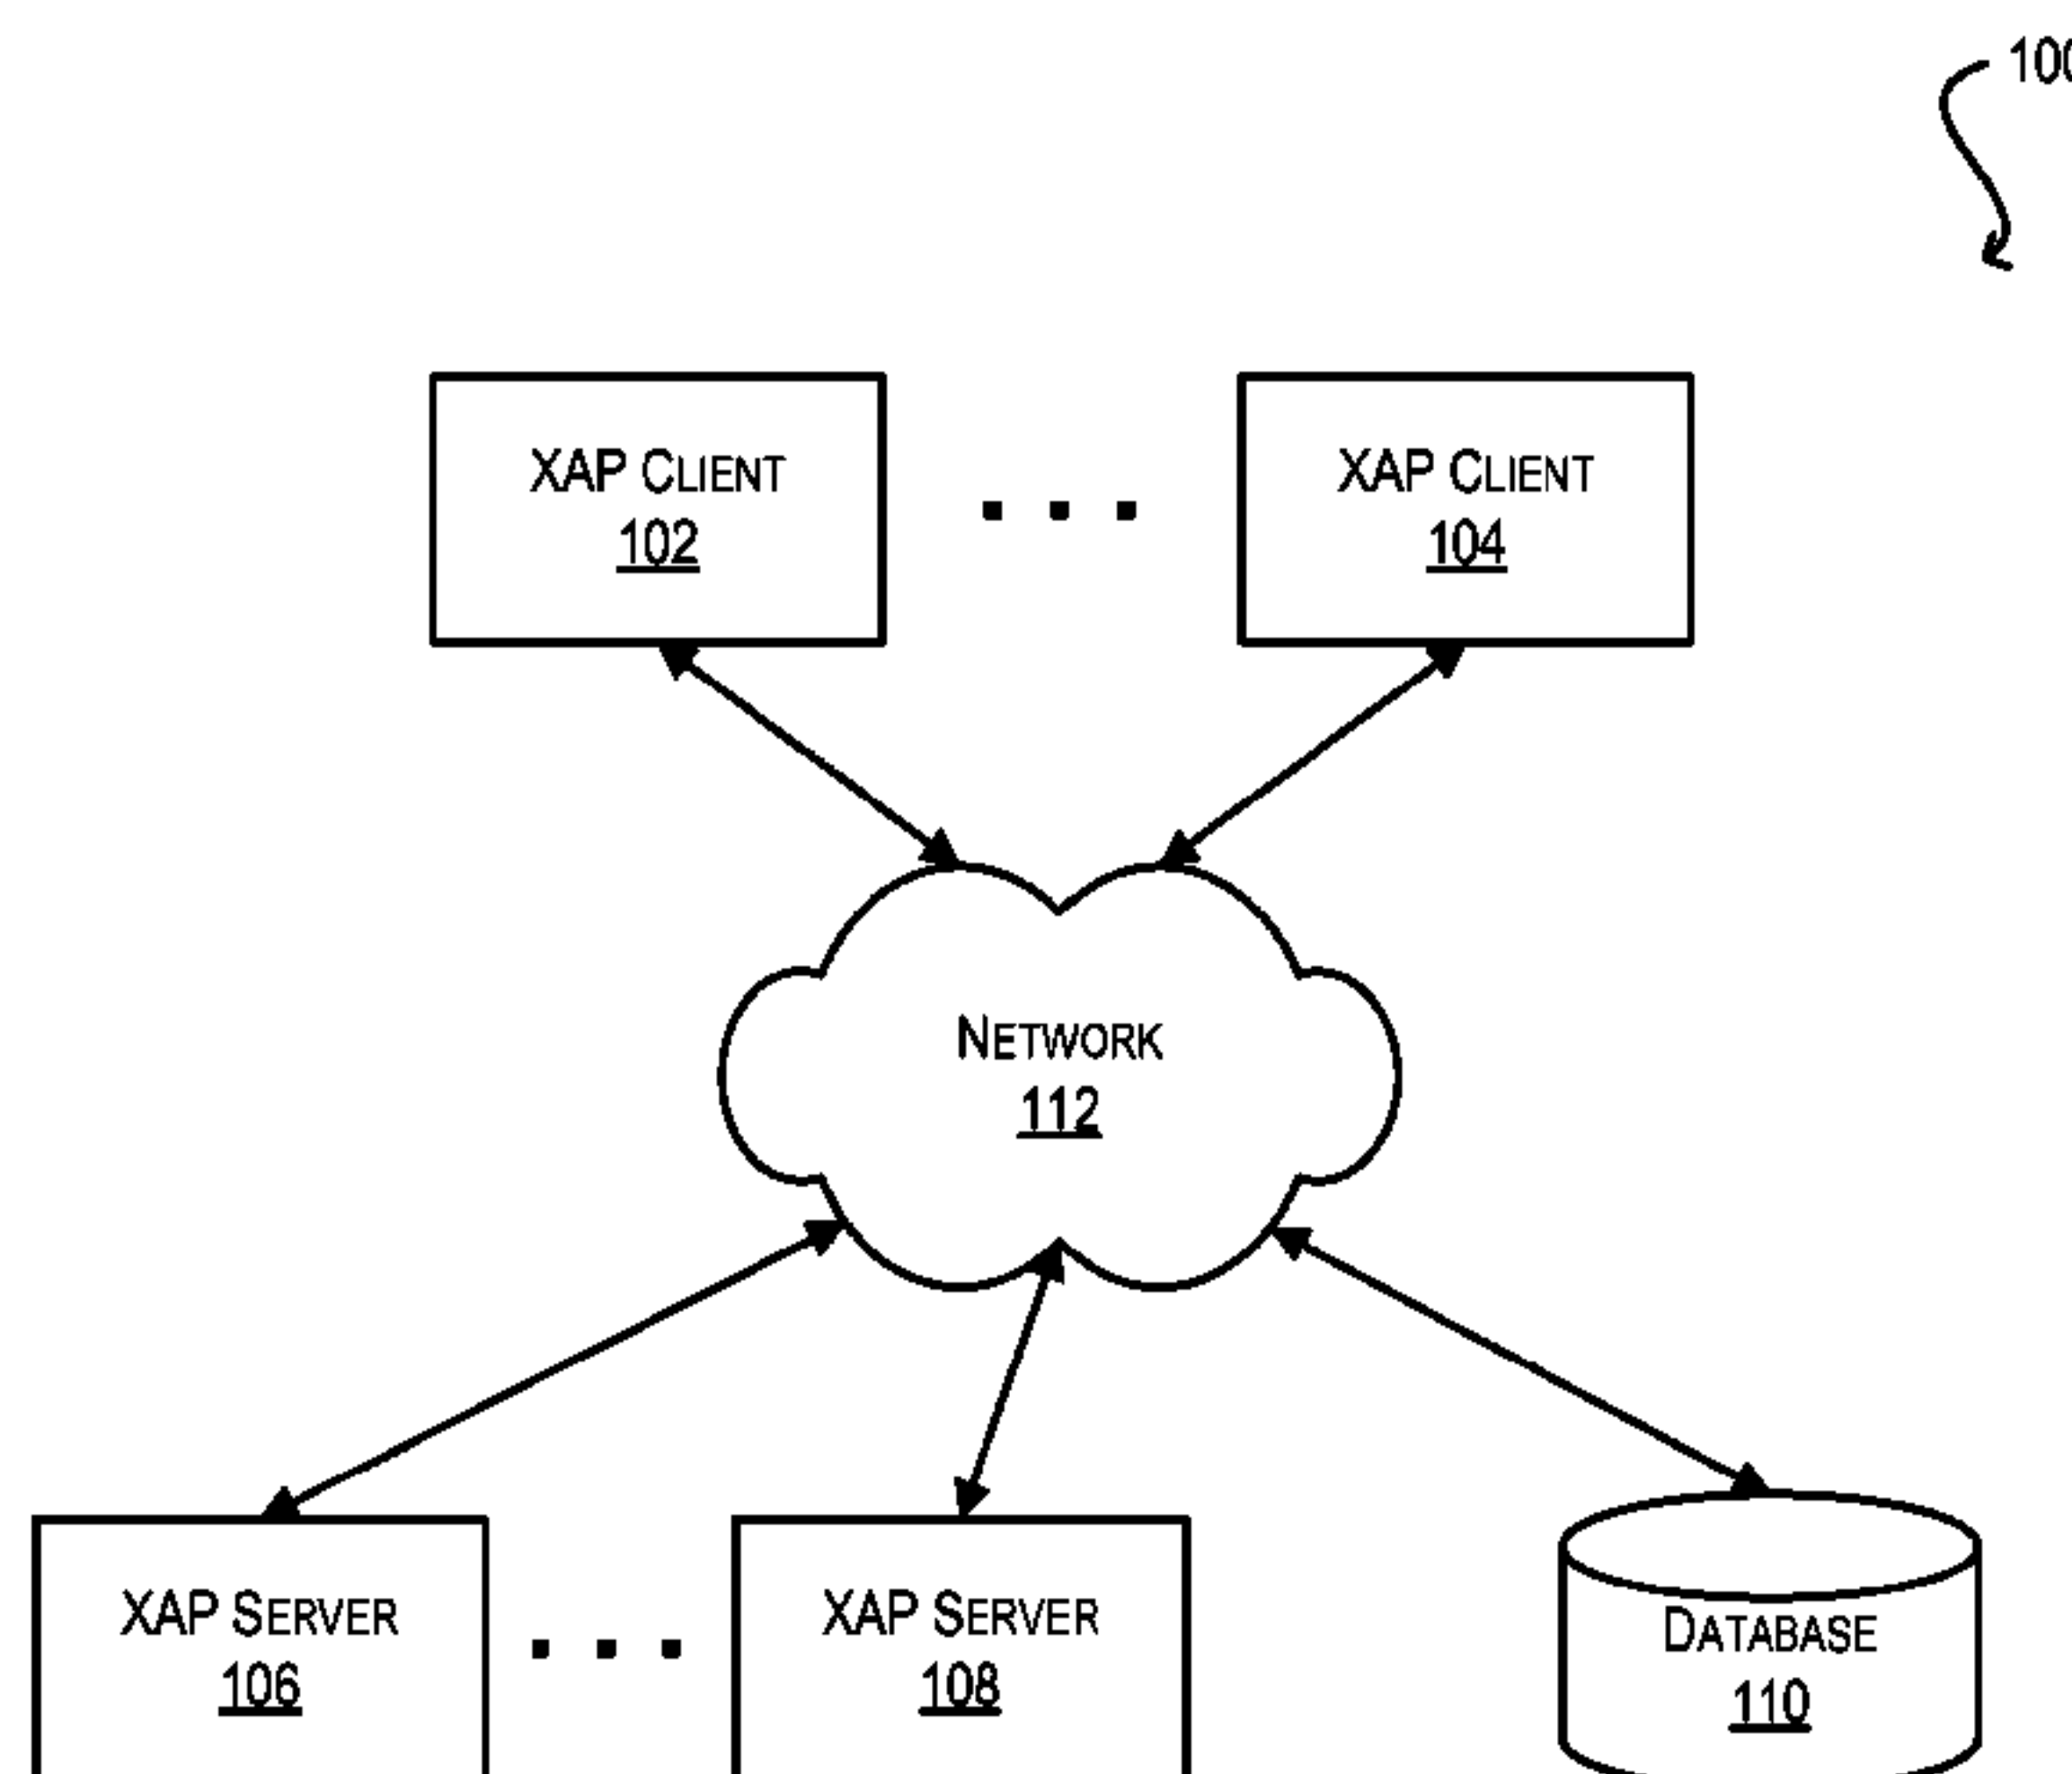 100
XAP CLIENT
102
XAP CLIENT
104
NETWORK
112
XAP SERVER
106
XAP SERVER
108
DATABASE
110